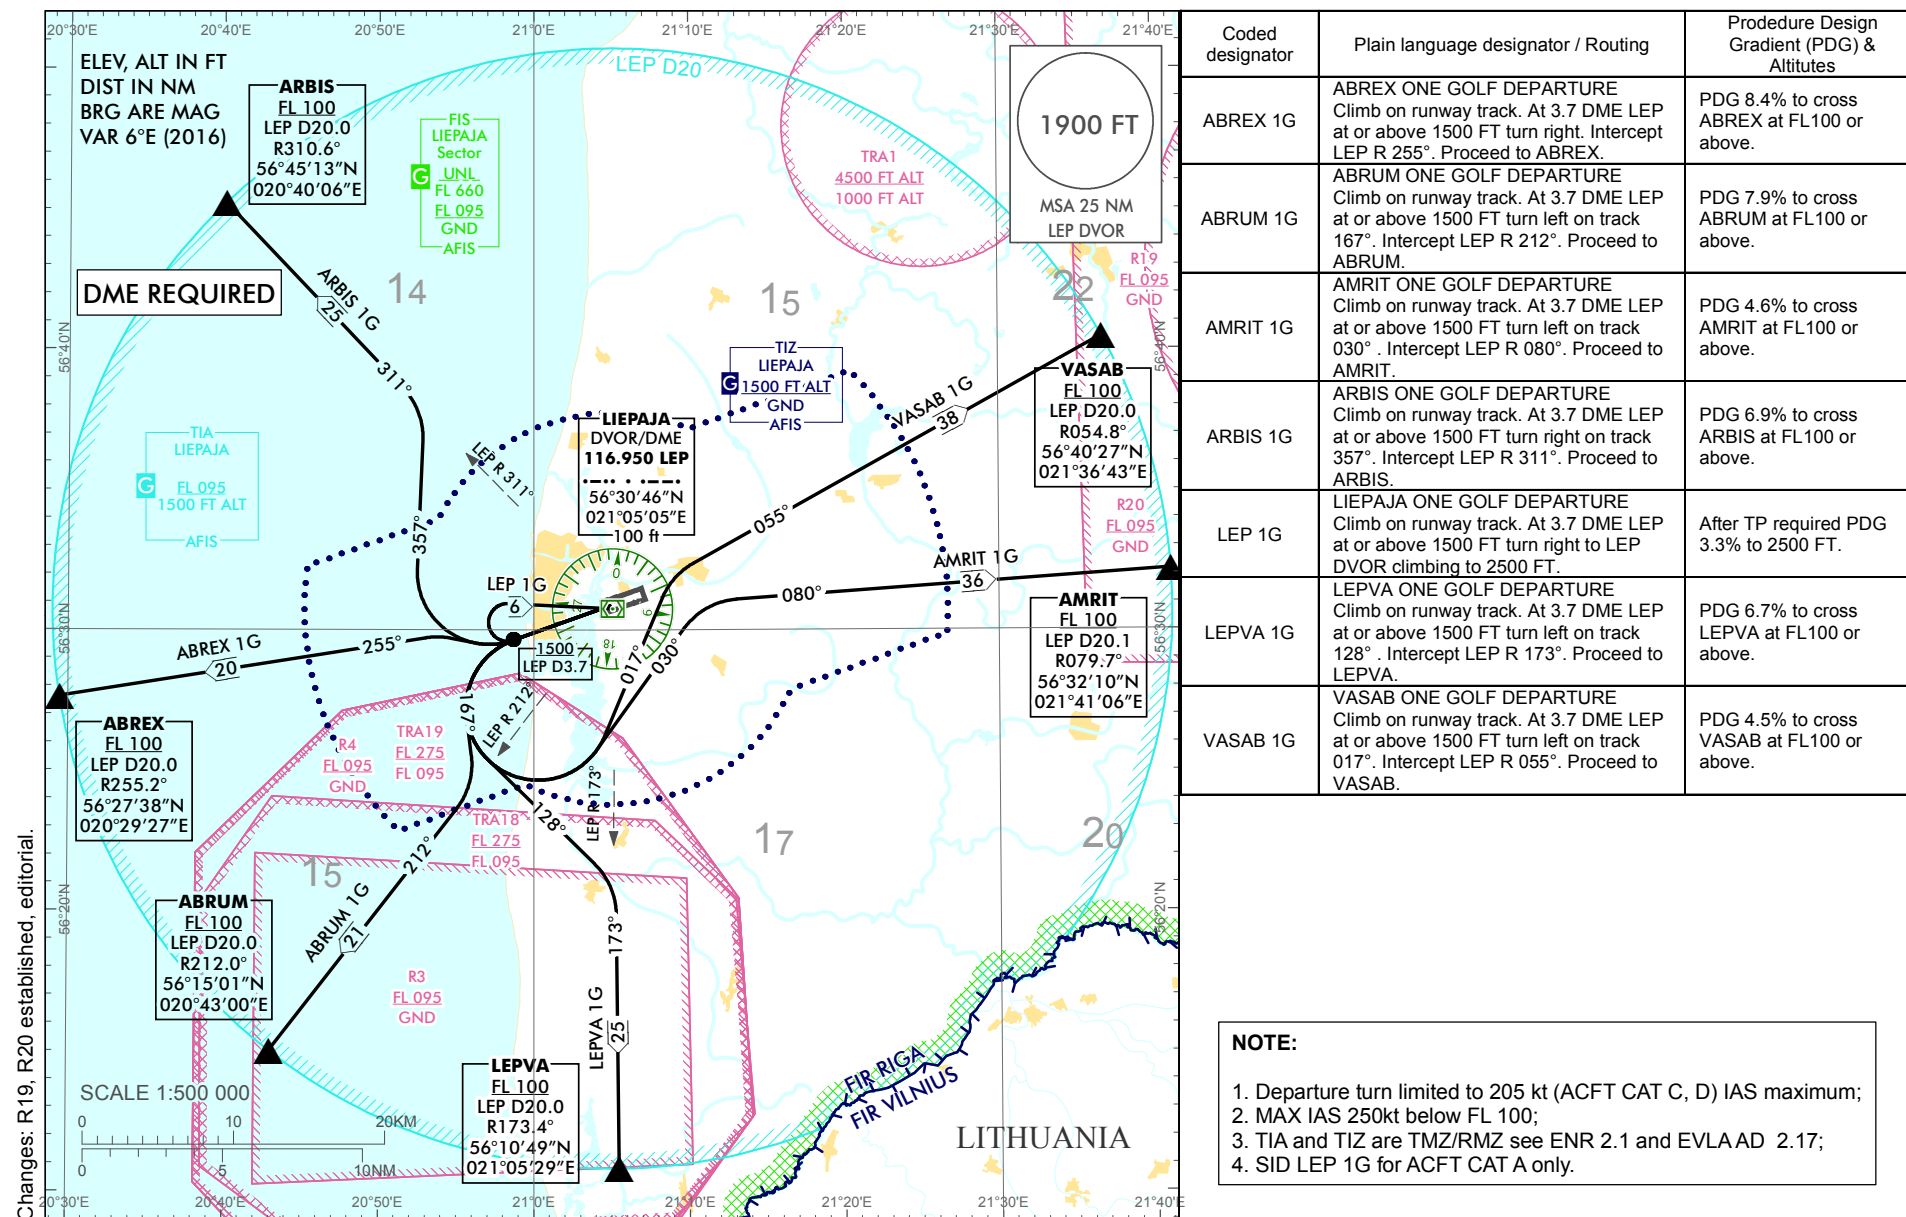 20°30'E
20°40'E
20°50'E
21°0'E
21°10'E
21°20'E
21°30'E
21°40'E
ELEV, ALT IN FT
DIST IN NM
BRG ARE MAG
VAR 6°E (2016)
ARBIS
FL 100
LEP D20.0
R310.6°
56°45'13"N
020°40'06"E
FIS
LIEPAJA
Sector
UNL
FL 660
FL 095
GND
AFIS
G
LEP D20
TRA1
4500 FT ALT
1000 FT ALT
1900 FT
MSA 25 NM
LEP DVOR
R19
FL 095
GND
DME REQUIRED
14
15
22
ARBIS 1G
25
311°
56°40'N
56°40'N
TIZ
LIEPAJA
G
1500 FT ALT
GND
AFIS
VASAB
FL 100
LEP D20.0
R054.8°
56°40'27"N
021°36'43"E
VASAB 1G
38
LIEPAJA
DVOR/DME
116.950 LEP
56°30'46"N
021°05'05"E
100 ft
LEP R 311°
TIA
LIEPAJA
G
FL 095
1500 FT ALT
AFIS
357°
055°
R20
FL 095
GND
AMRIT 1G
36
080°
LEP 1G
6
0
9
18
27
AMRIT
FL 100
LEP D20.1
R079.7°
56°32'10"N
021°41'06"E
56°30'N
56°30'N
ABREX 1G
20
255°
1500
LEP D3.7
017°
030°
167°
LEP R 212°
ABREX
FL 100
LEP D20.0
R255.2°
56°27'38"N
020°29'27"E
R4
FL 095
GND
TRA19
FL 275
FL 095
TRA18
FL 275
FL 095
128°
LEP R 173°
17
20
15
212°
ABRUM 1G
21
ABRUM
FL 100
LEP D20.0
R212.0°
56°15'01"N
020°43'00"E
56°20'N
56°20'N
173°
R3
FL 095
GND
LEPVA 1G
25
LEPVA
FL 100
LEP D20.0
R173.4°
56°10'49"N
021°05'29"E
FIR RIGA
FIR VILNIUS
LITHUANIA
SCALE 1:500 000
0
10
20KM
0
5
10NM
20°30'E
20°40'E
20°50'E
21°0'E
21°10'E
21°20'E
21°30'E
21°40'E
Changes: R19, R20 established, editorial.
Coded
designator
Plain language designator / Routing
Prodedure Design
Gradient (PDG) &
Altitutes
ABREX 1G
ABREX ONE GOLF DEPARTURE
Climb on runway track. At 3.7 DME LEP
at or above 1500 FT turn right. Intercept
LEP R 255°. Proceed to ABREX.
PDG 8.4% to cross
ABREX at FL100 or
above.
ABRUM 1G
ABRUM ONE GOLF DEPARTURE
Climb on runway track. At 3.7 DME LEP
at or above 1500 FT turn left on track
167°. Intercept LEP R 212°. Proceed to
ABRUM.
PDG 7.9% to cross
ABRUM at FL100 or
above.
AMRIT 1G
AMRIT ONE GOLF DEPARTURE
Climb on runway track. At 3.7 DME LEP
at or above 1500 FT turn left on track
030° . Intercept LEP R 080°. Proceed to
AMRIT.
PDG 4.6% to cross
AMRIT at FL100 or
above.
ARBIS 1G
ARBIS ONE GOLF DEPARTURE
Climb on runway track. At 3.7 DME LEP
at or above 1500 FT turn right on track
357°. Intercept LEP R 311°. Proceed to
ARBIS.
PDG 6.9% to cross
ARBIS at FL100 or
above.
LEP 1G
LIEPAJA ONE GOLF DEPARTURE
Climb on runway track. At 3.7 DME LEP
at or above 1500 FT turn right to LEP
DVOR climbing to 2500 FT.
After TP required PDG
3.3% to 2500 FT.
LEPVA 1G
LEPVA ONE GOLF DEPARTURE
Climb on runway track. At 3.7 DME LEP
at or above 1500 FT turn left on track
128° . Intercept LEP R 173°. Proceed to
LEPVA.
PDG 6.7% to cross
LEPVA at FL100 or
above.
VASAB 1G
VASAB ONE GOLF DEPARTURE
Climb on runway track. At 3.7 DME LEP
at or above 1500 FT turn left on track
017°. Intercept LEP R 055°. Proceed to
VASAB.
PDG 4.5% to cross
VASAB at FL100 or
above.
NOTE:
1. Departure turn limited to 205 kt (ACFT CAT C, D) IAS maximum;
2. MAX IAS 250kt below FL 100;
3. TIA and TIZ are TMZ/RMZ see ENR 2.1 and EVLA AD 2.17;
4. SID LEP 1G for ACFT CAT A only.